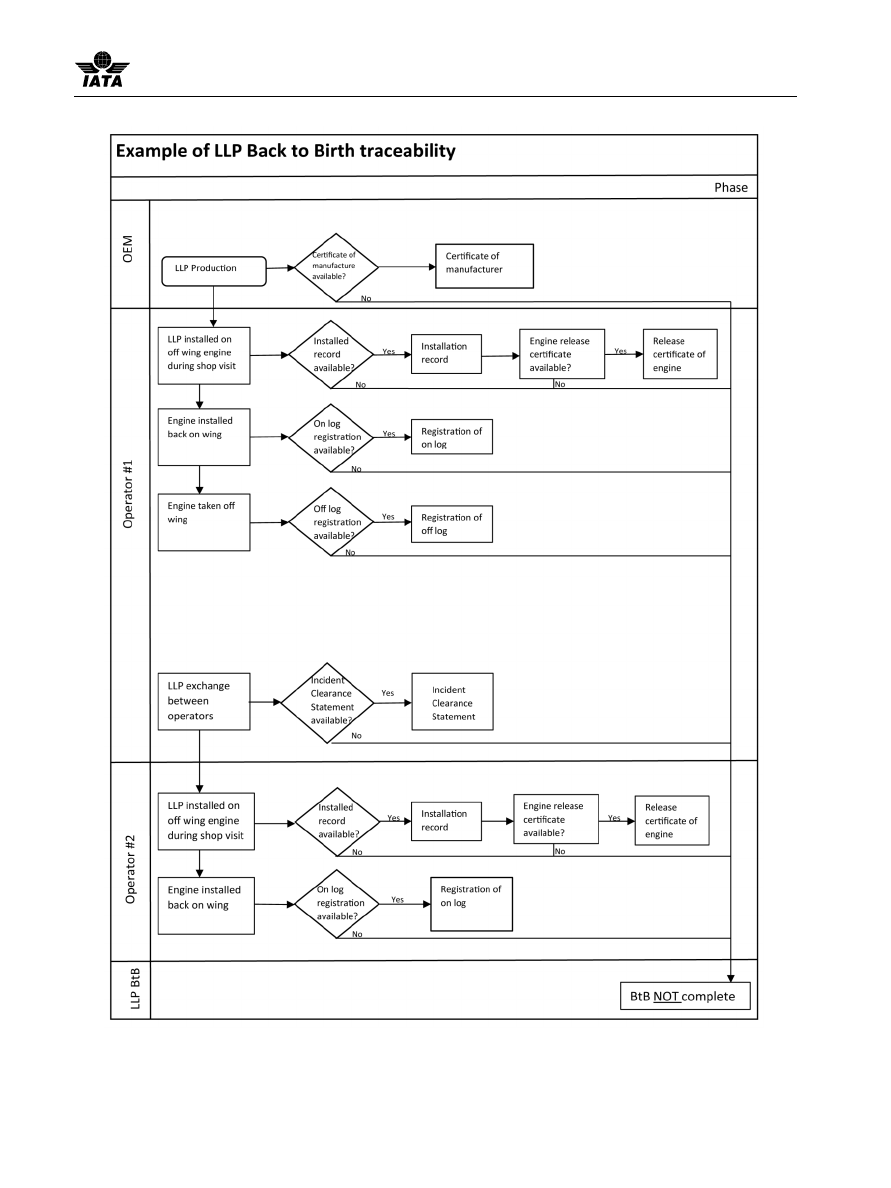 IATA
Example of LLP Back to Birth traceability
Phase
OEM
LLP Production
Certificate of
manufacture
available?
Certificate of
manufacturer
No
Operator #1
LLP installed on
off wing engine
during shop visit
Installed
record
available?
Yes
Installation
record
Engine release
certificate
available?
Yes
Release
certificate of
engine
No
No
Engine installed
back on wing
On log
registration
available?
Yes
Registration of
on log
No
Engine taken off
wing
Off log
registration
available?
Yes
Registration of
off log
No
LLP exchange
between
operators
Incident
Clearance
Statement
available?
Yes
Incident
Clearance
Statement
No
Operator #2
LLP installed on
off wing engine
during shop visit
Installed
record
available?
Yes
Installation
record
Engine release
certificate
available?
Yes
Release
certificate of
engine
No
No
Engine installed
back on wing
On log
registration
available?
Yes
Registration of
on log
No
LLP BtB
BtB NOT complete